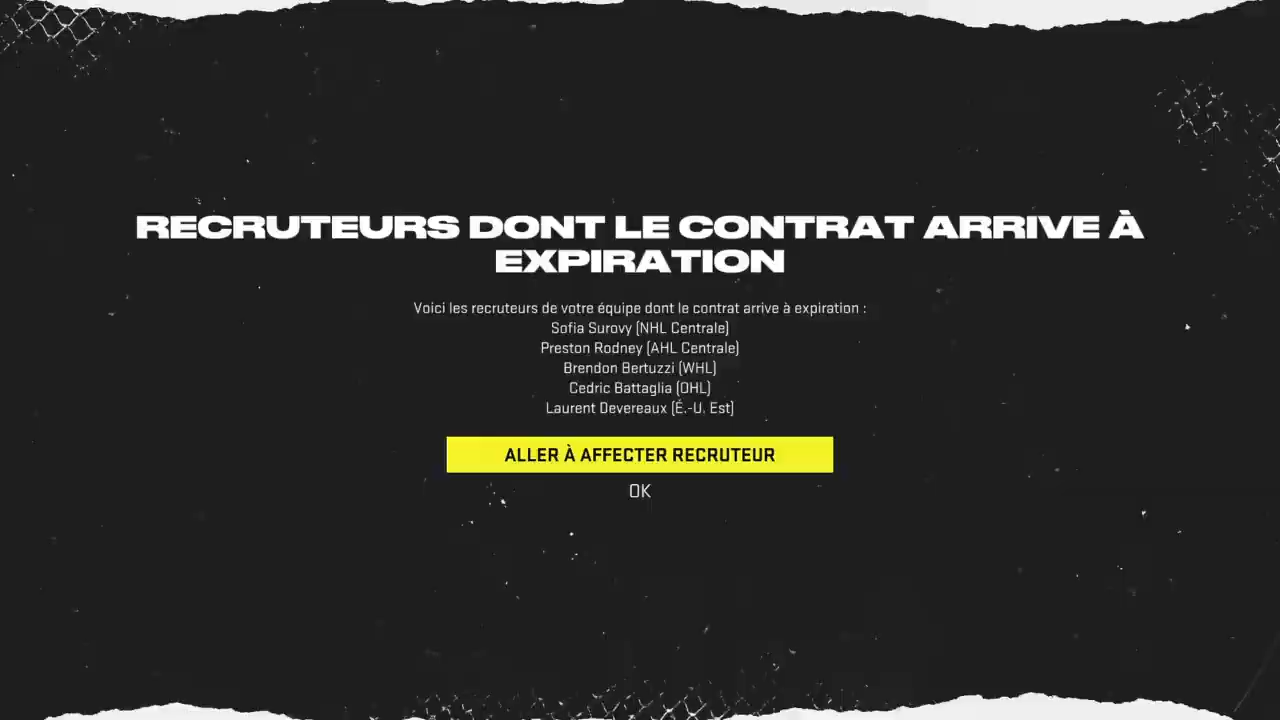 RECRUTEURS DONT LE CONTRAT ARRIVE À
EXPIRATION
Voici les recruteurs de votre équipe dont le contrat arrive à expiration :
Sofia Surovy (NHL Centrale)
Preston Rodney (AHL Centrale)
Brendon Bertuzzi (WHL)
Cedric Battaglia (OHL)
Laurent Devereaux (É.-U. Est)
ALLER À AFFECTER RECRUTEUR
OK